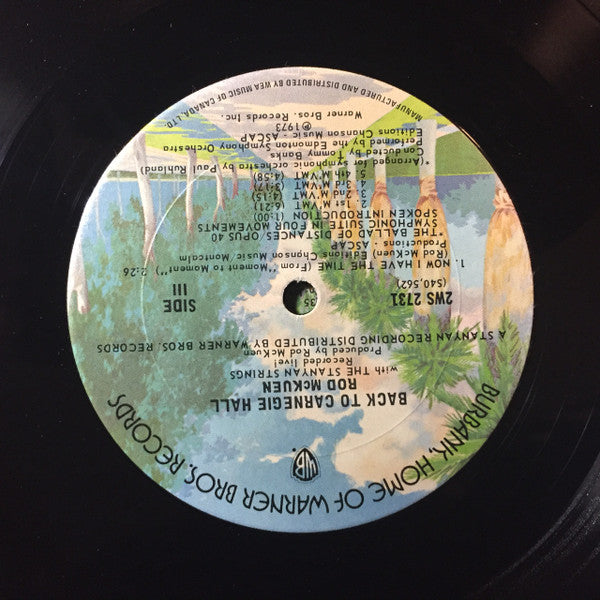 BURBANK, HOME OF WARNER BROS. RECORDS
WB
BACK TO CARNEGIE HALL
ROD McKUEN
with THE STANYAN STRINGS
Recorded live!
Produced by Rod McKuen
A STANYAN RECORDING DISTRIBUTED BY WARNER BROS. RECORDS
2WS 2731
(S40,562)
SIDE
III
35
1. NOW I HAVE THE TIME (From "Moment to Moment") 2:26
(Rod McKuen) Editions Chanson Music - Montcalm
Productions - ASCAP
*THE BALLAD OF DISTANCES, OPUS 40
SYMPHONIC SUITE IN FOUR MOVEMENTS
SPOKEN INTRODUCTION (1:00)
2. 1st M'VMT (6:21)
3. 2nd M'VMT (4:15)
4. 3rd M'VMT (3:17)
5. 4th M'VMT (4:58)
*(Arranged for symphonic orchestra by Paul Ruhland)
Conducted by Tommy Banks
Performed by the Edmonton Symphony Orchestra
Editions Chanson Music - ASCAP
℗1973
Warner Bros. Records Inc.
MANUFACTURED AND DISTRIBUTED BY WEA MUSIC OF CANADA, LTD.